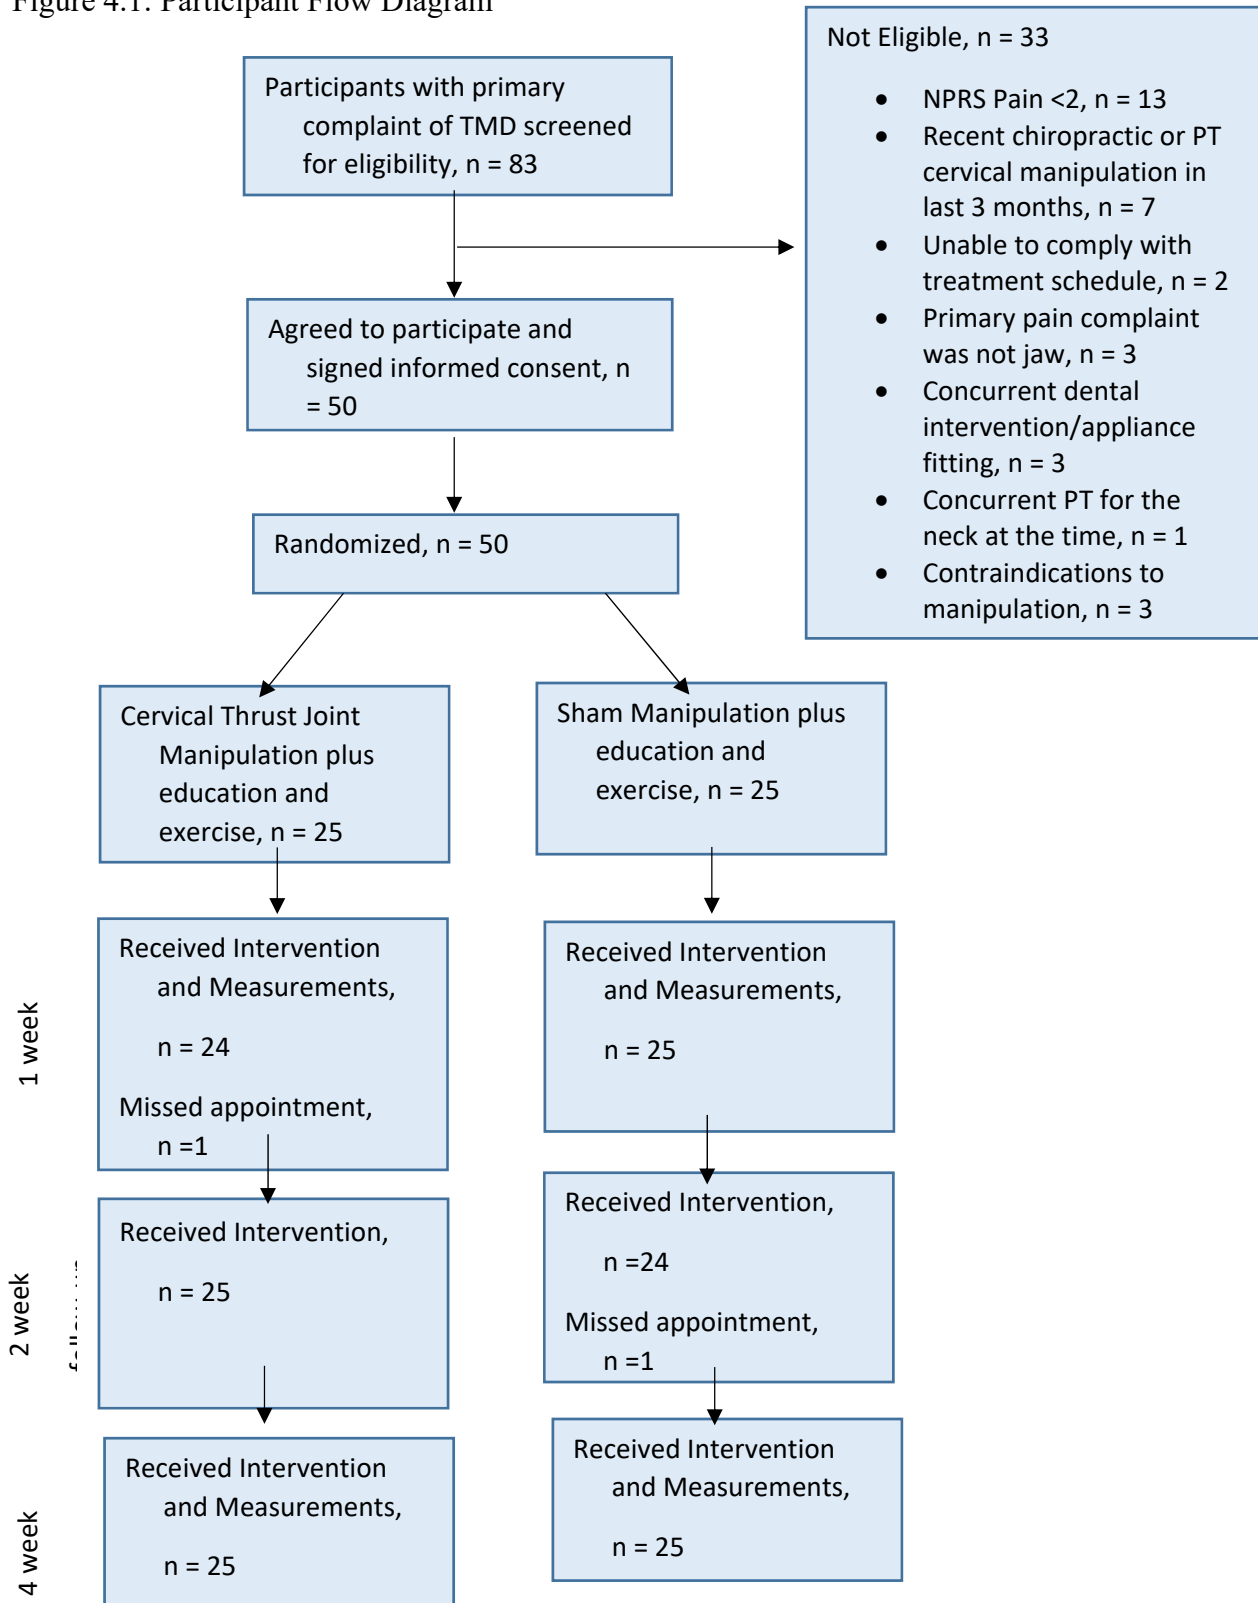 Figure 4.1. Participant Flow Diagram
Participants with primary
complaint of TMD screened
for eligibility, n = 83
Not Eligible, n = 33
• NPRS Pain <2, n = 13
• Recent chiropractic or PT
cervical manipulation in
last 3 months, n = 7
• Unable to comply with
treatment schedule, n = 2
• Primary pain complaint
was not jaw, n = 3
• Concurrent dental
intervention/appliance
fitting, n = 3
• Concurrent PT for the
neck at the time, n = 1
• Contraindications to
manipulation, n = 3
Agreed to participate and
signed informed consent, n
= 50
Randomized, n = 50
Cervical Thrust Joint
Manipulation plus
education and
exercise, n = 25
Sham Manipulation plus
education and
exercise, n = 25
1 week
Received Intervention
and Measurements,
n = 24
Missed appointment,
n =1
Received Intervention
and Measurements,
n = 25
2 week
Received Intervention,
n = 25
Received Intervention,
n =24
Missed appointment,
n =1
4 week
Received Intervention
and Measurements,
n = 25
Received Intervention
and Measurements,
n = 25